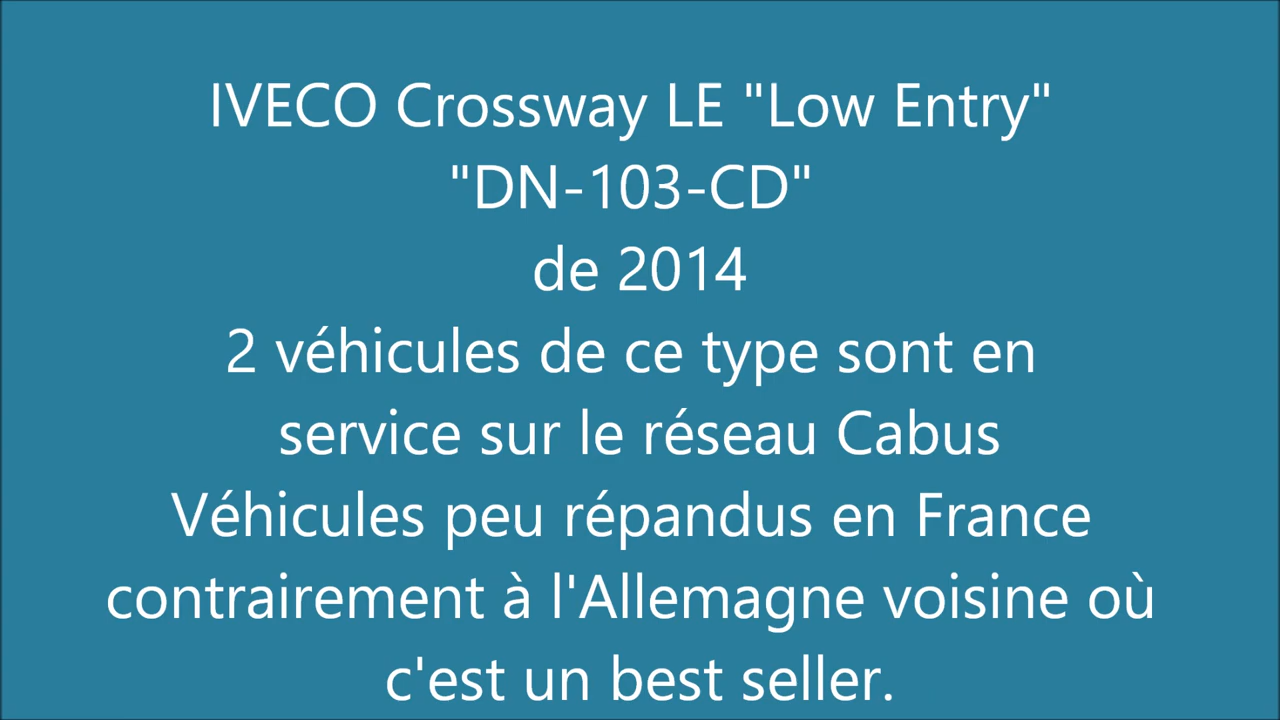 IVECO Crossway LE "Low Entry"
"DN-103-CD"
de 2014
2 véhicules de ce type sont en
service sur le réseau Cabus
Véhicules peu répandus en France
contrairement à l'Allemagne voisine où
c'est un best seller.